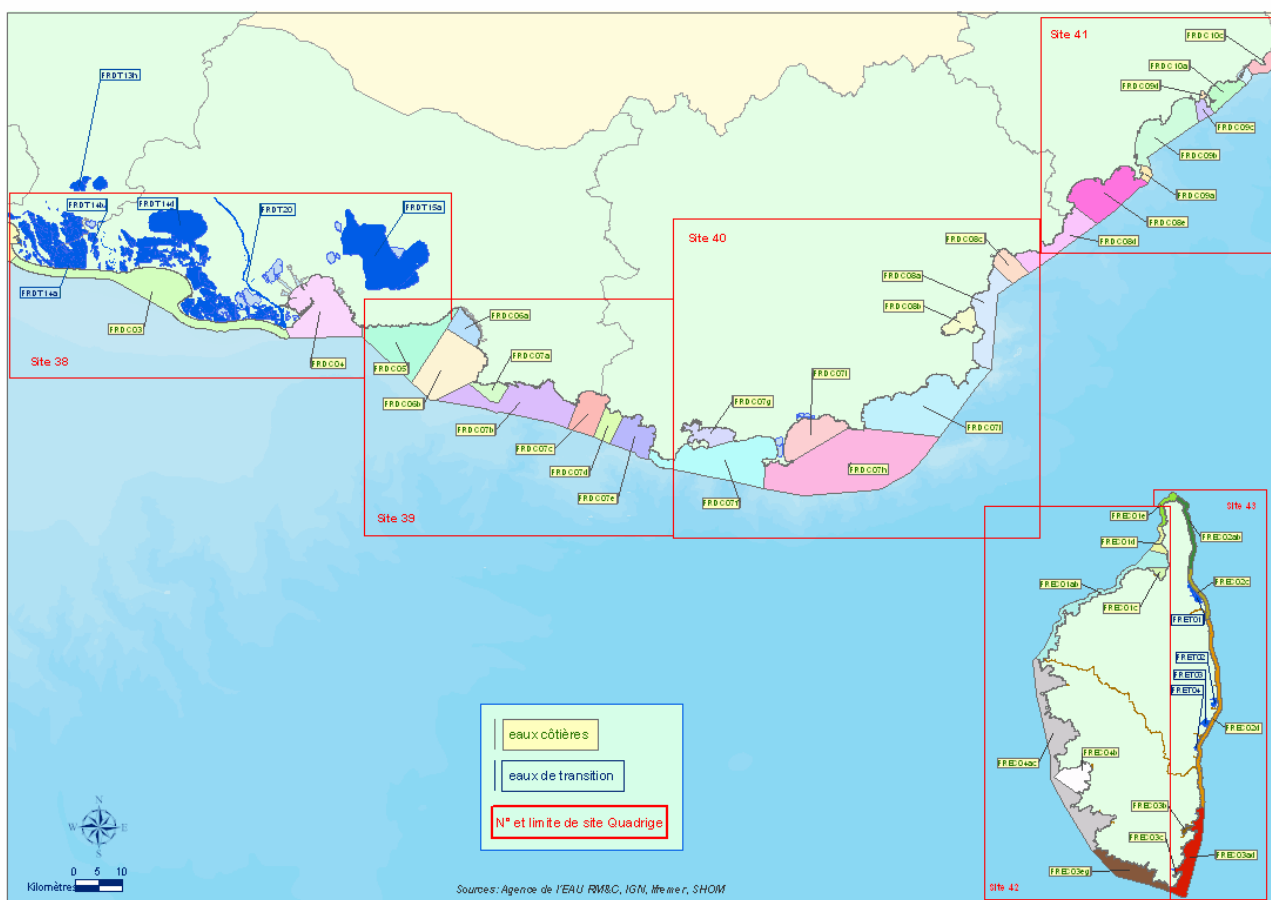 Site 41
FRDC10c
FRDC10a
FRDC09d
FRDC09c
FRDC09b
FRDC09a
FRDC08e
FRDC08d
FRDT13h
FRDT14b
FRDT14d
FRDT20
FRDT15a
FRDT14a
FRDC03
FRDC04
Site 38
Site 40
FRDC08c
FRDC08a
FRDC08b
FRDC06a
FRDC05
FRDC07a
FRDC06b
FRDC07b
FRDC07c
FRDC07d
FRDC07e
Site 39
FRDC07g
FRDC07i
FRDC07h
FRDC07f
Site 43
FREC01e
FREC02ab
FREC01d
FREC01ab
FREC02c
FREC01c
FRET01
FRET02
FRET03
FRET04
FREC02d
FREC04ac
FREC04b
FREC03b
FREC03c
FREC03ad
FREC03eg
Site 42
eaux côtières
eaux de transition
N° et limite de site Quadrige
N
W E
S
0 5 10
Kilomètres
Sources: Agence de l'EAU RM&C, IGN, Ifremer, SHOM